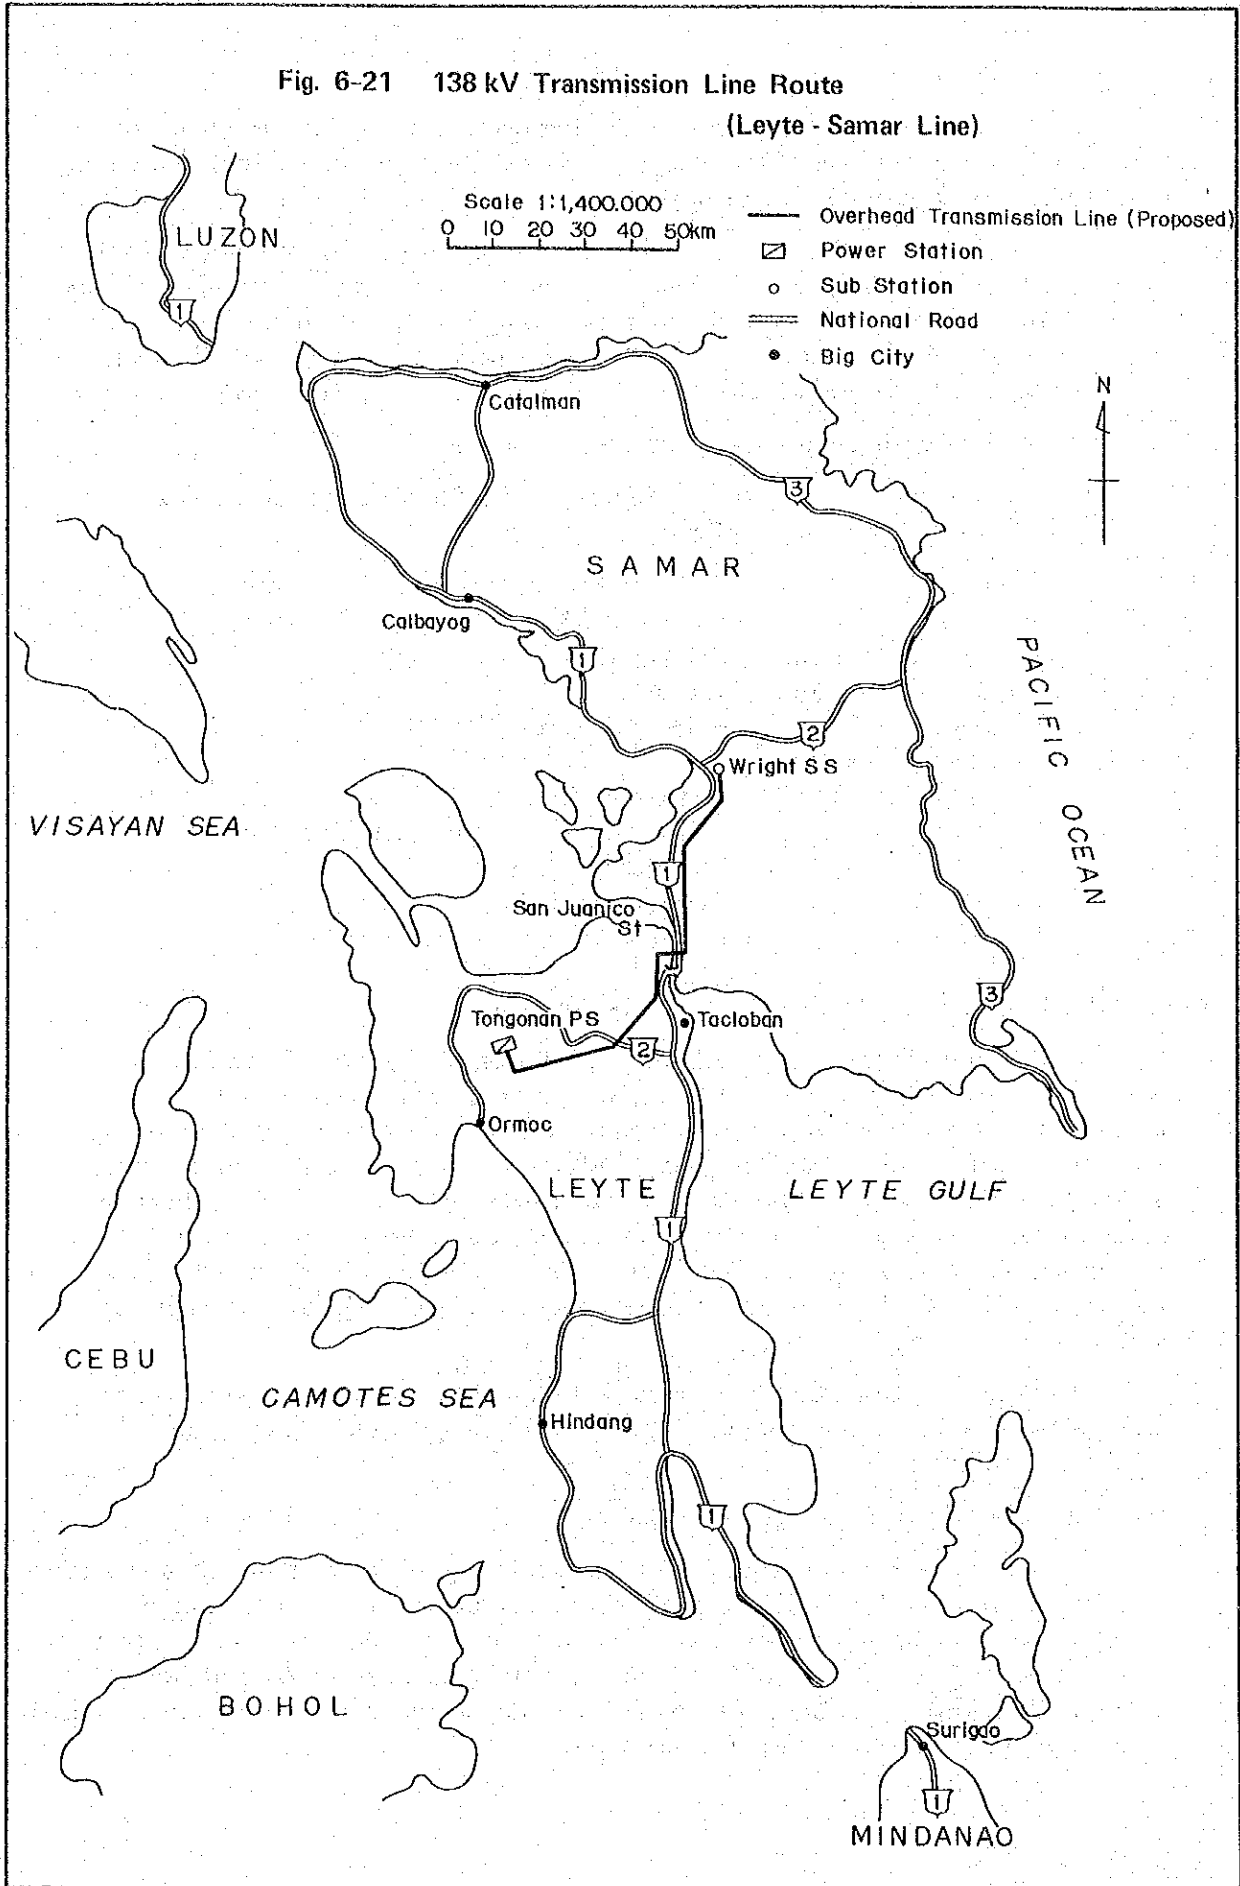 Fig. 6-21 138 kV Transmission Line Route
(Leyte - Samar Line)
Scale 1:1,400.000
0 10 20 30 40 50km
Overhead Transmission Line (Proposed)
Power Station
Sub Station
National Road
Big City
LUZON
1
N
Catalman
3
SAMAR
Calbayog
1
PACIFIC OCEAN
2
Wright SS
VISAYAN SEA
1
San Juanico
St
3
Tongonan PS
Tacloban
2
Ormoc
LEYTE
LEYTE GULF
1
CEBU
CAMOTES SEA
Hindang
1
BOHOL
Surigao
1
MINDANAO